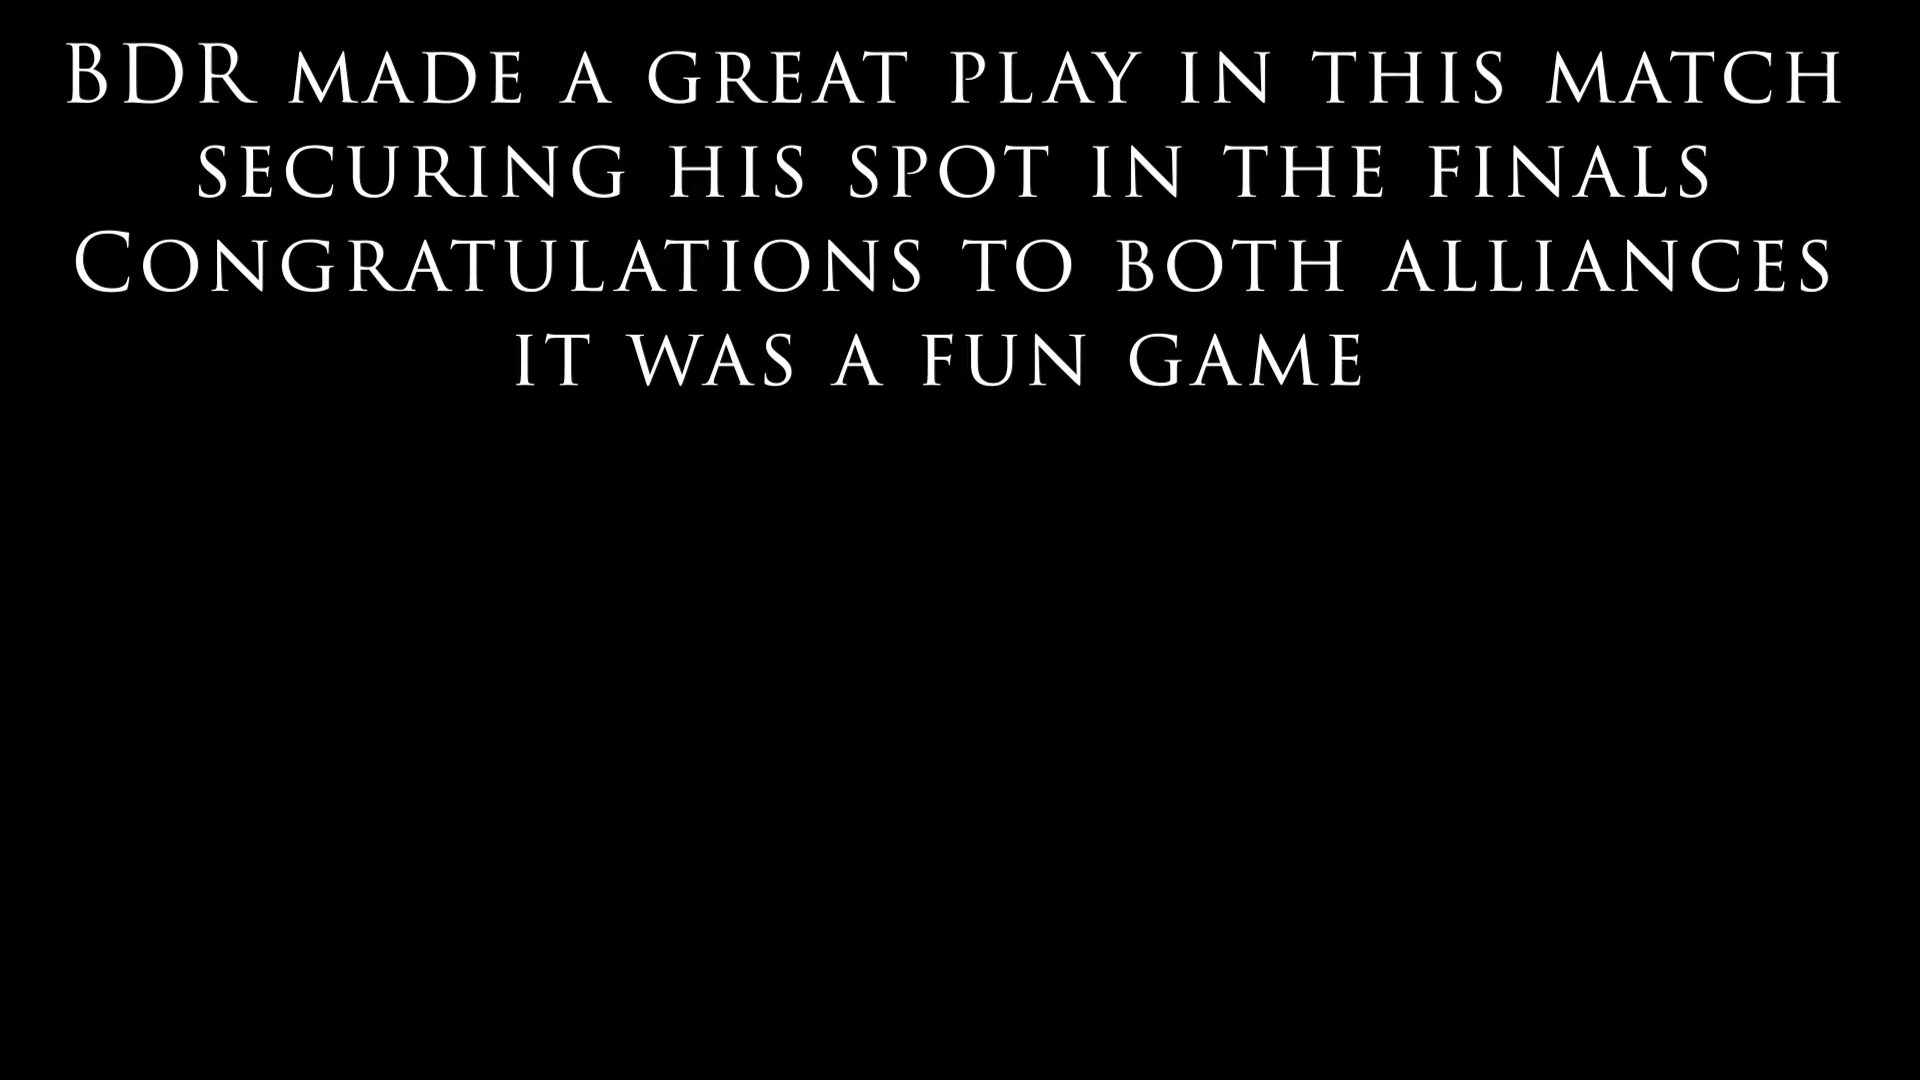 BDR made a great play in this match
securing his spot in the finals
Congratulations to both alliances
it was a fun game